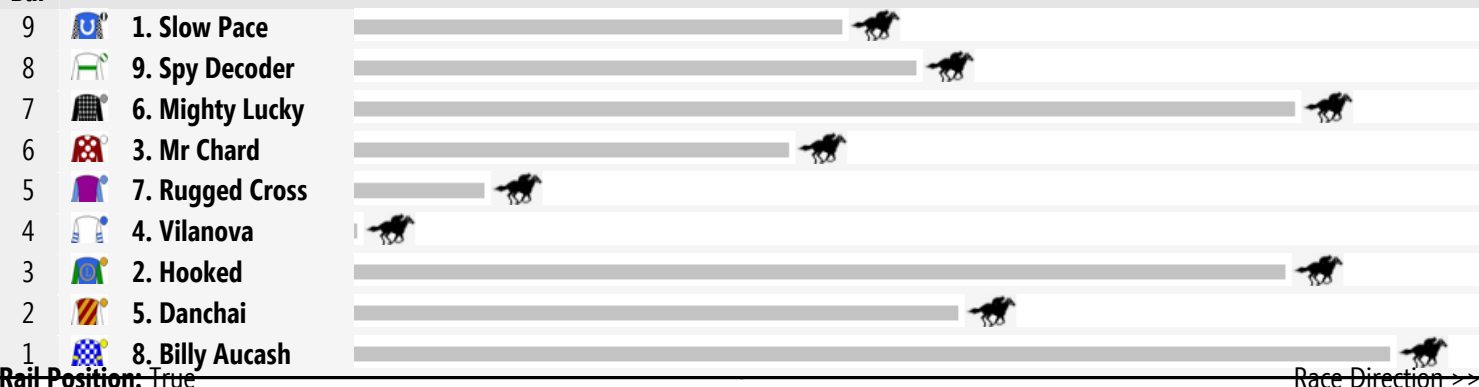 9 1. Slow Pace
8 9. Spy Decoder
7 6. Mighty Lucky
6 3. Mr Chard
5 7. Rugged Cross
4 4. Vilanova
3 2. Hooked
2 5. Danchai
1 8. Billy Aucash
Rail Position: True Race Direction >>